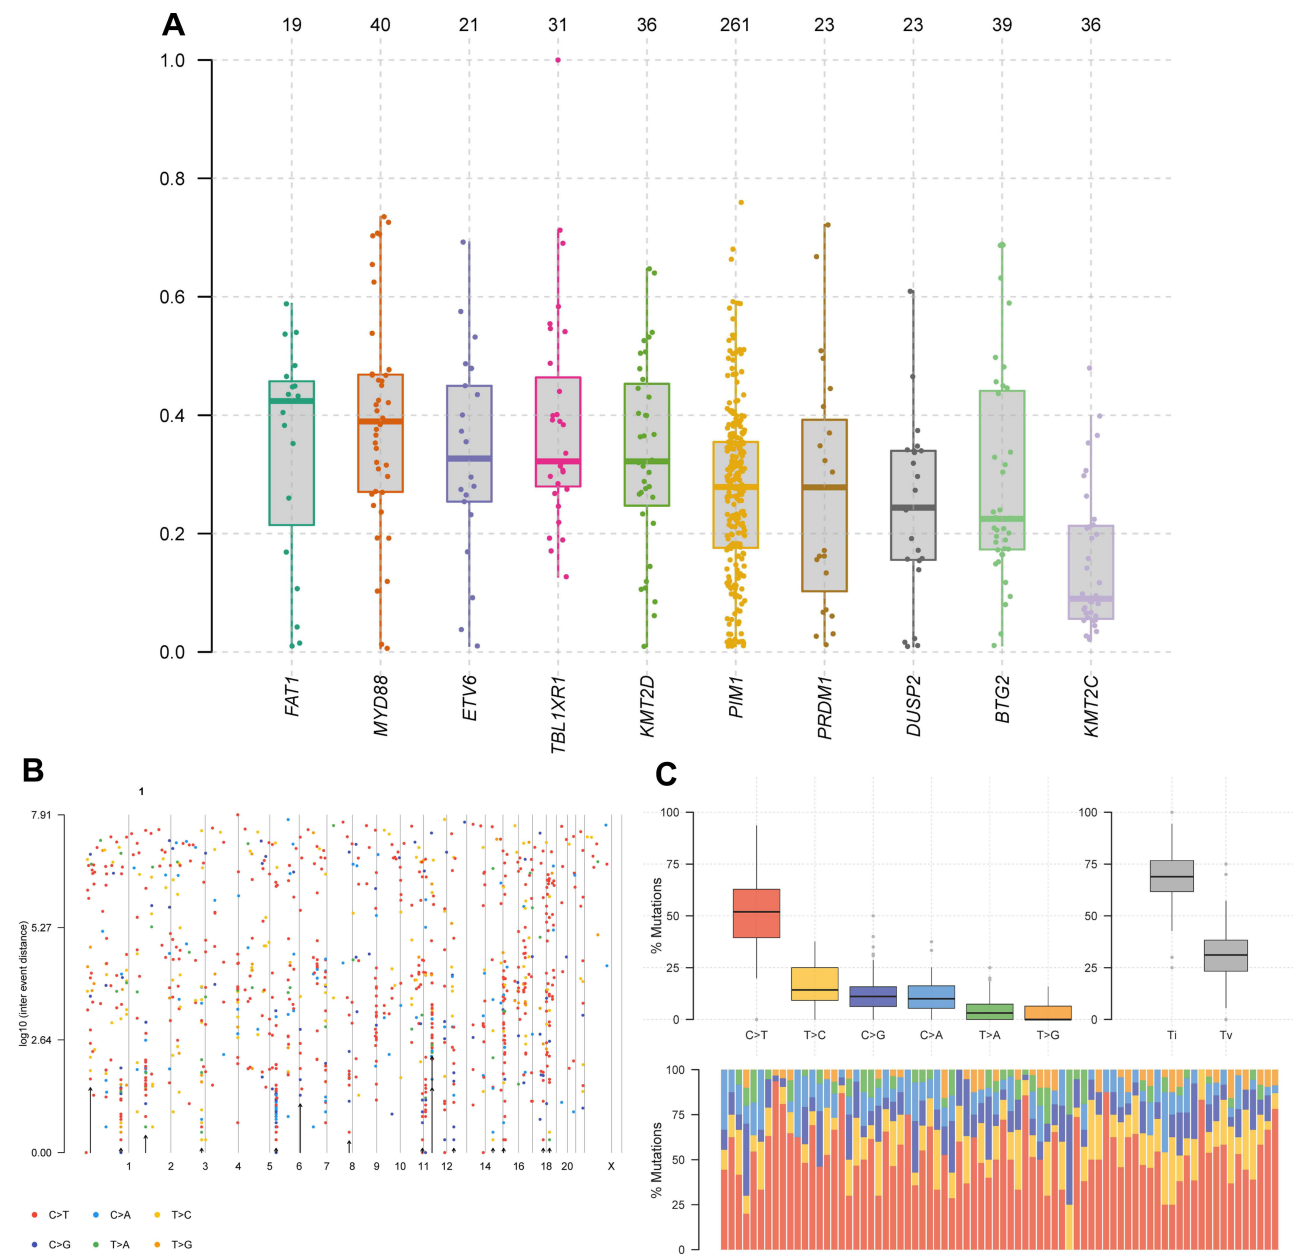 A
19 40 21 31 36 261 23 23 39 36
1.0
0.8
0.6
0.4
0.2
0.0
FAT1 MYD88 ETV6 TBL1XR1 KMT2D PIM1 PRDM1 DUSP2 BTG2 KMT2C
B
1
7.91
5.27
2.64
0.00
log10 (inter event distance)
1 2 3 4 5 6 7 8 9 10 11 12 14 16 18 20 X
C>T C>A T>C
C>G T>A T>G
C
% Mutations
100
75
50
25
0
C>T T>C C>G C>A T>A T>G
100
75
50
25
0
Ti Tv
% Mutations
100
75
50
25
0